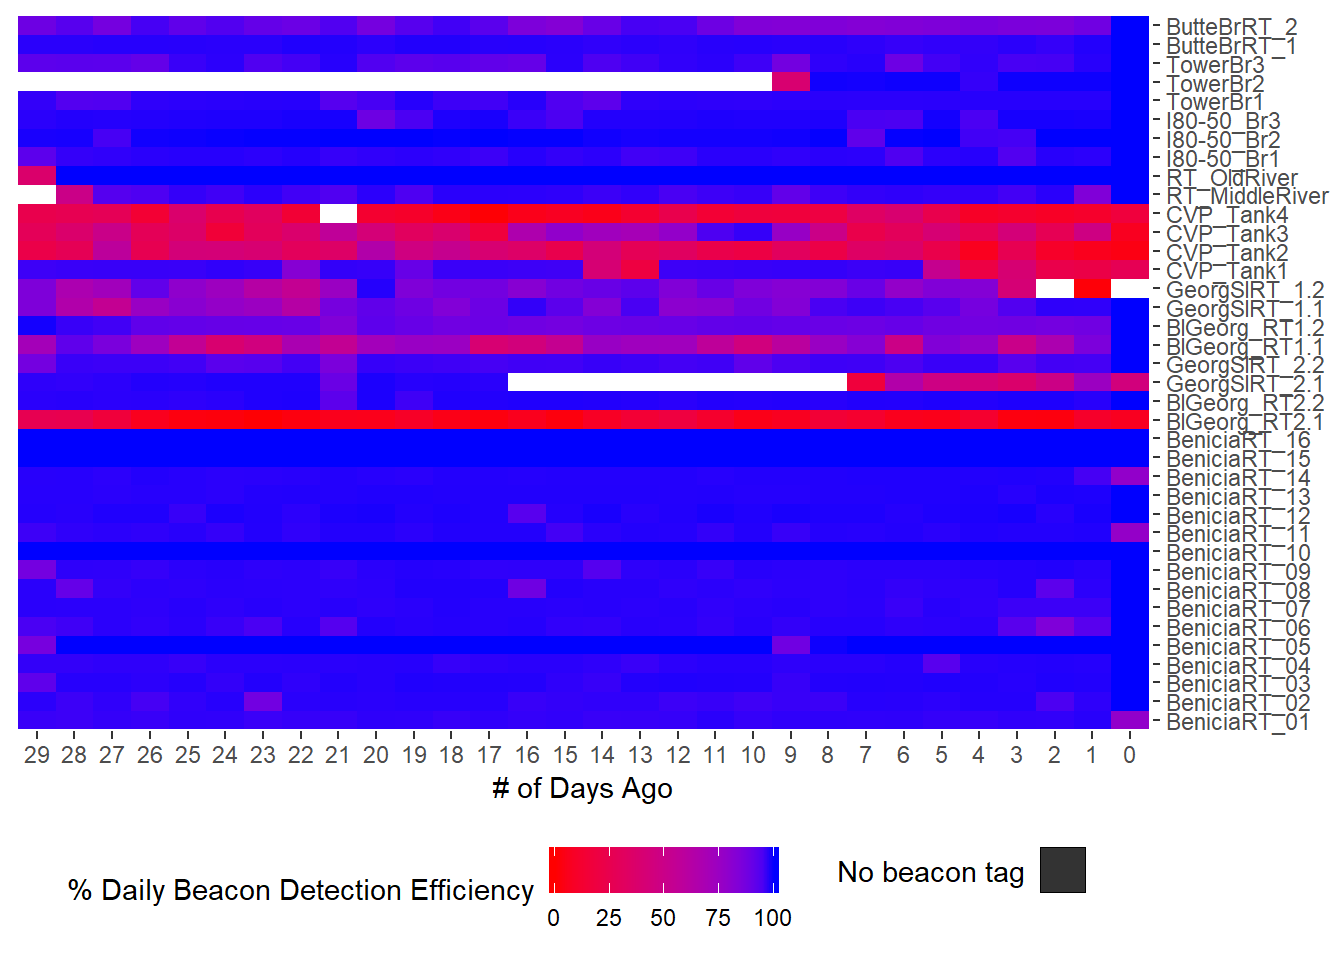 ButteBrRT_2
ButteBrRT_1
TowerBr3
TowerBr2
TowerBr1
I80-50_Br3
I80-50_Br2
I80-50_Br1
RT_OldRiver
RT_MiddleRiver
CVP_Tank4
CVP_Tank3
CVP_Tank2
CVP_Tank1
GeorgSlRT_1.2
GeorgSlRT_1.1
BlGeorg_RT1.2
BlGeorg_RT1.1
GeorgSlRT_2.2
GeorgSlRT_2.1
BlGeorg_RT2.2
BlGeorg_RT2.1
BeniciaRT_16
BeniciaRT_15
BeniciaRT_14
BeniciaRT_13
BeniciaRT_12
BeniciaRT_11
BeniciaRT_10
BeniciaRT_09
BeniciaRT_08
BeniciaRT_07
BeniciaRT_06
BeniciaRT_05
BeniciaRT_04
BeniciaRT_03
BeniciaRT_02
BeniciaRT_01
29 28 27 26 25 24 23 22 21 20 19 18 17 16 15 14 13 12 11 10 9 8 7 6 5 4 3 2 1 0
# of Days Ago
% Daily Beacon Detection Efficiency
0 25 50 75 100
No beacon tag